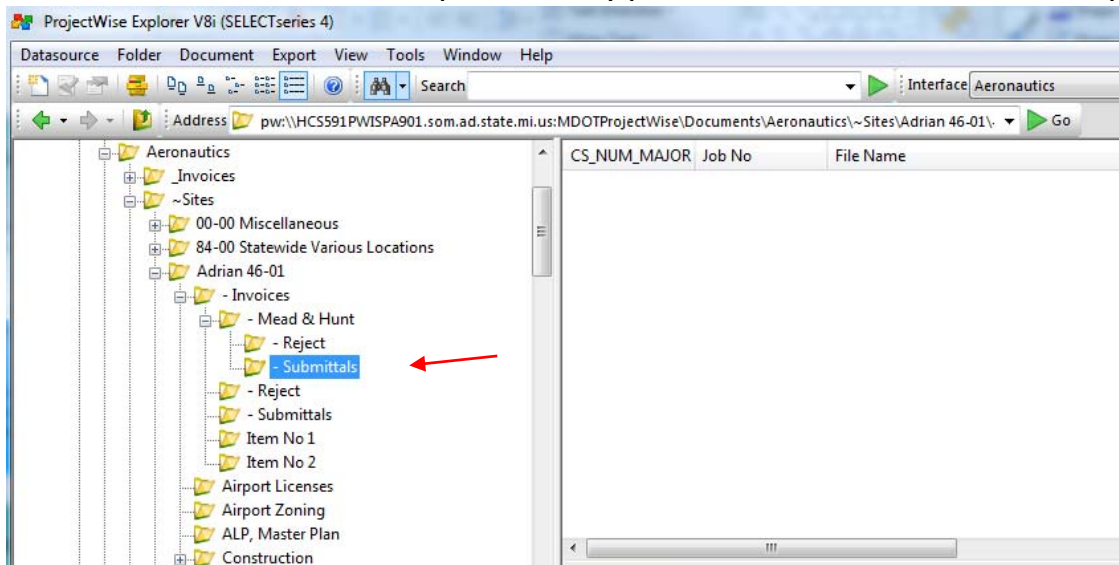 ProjectWise Explorer V8i (SELECTseries 4)
Datasource Folder Document Export View Tools Window Help
Search Interface Aeronautics
Address pw:\\HCS591PWISPA901.som.ad.state.mi.us:MDOTProjectWise\Documents\Aeronautics\~Sites\Adrian 46-01\- Go
Aeronautics CS_NUM_MAJOR Job No File Name
_Invoices
~Sites
00-00 Miscellaneous
84-00 Statewide Various Locations
Adrian 46-01
- Invoices
- Mead & Hunt
- Reject
- Submittals
- Reject
- Submittals
Item No 1
Item No 2
Airport Licenses
Airport Zoning
ALP, Master Plan
Construction